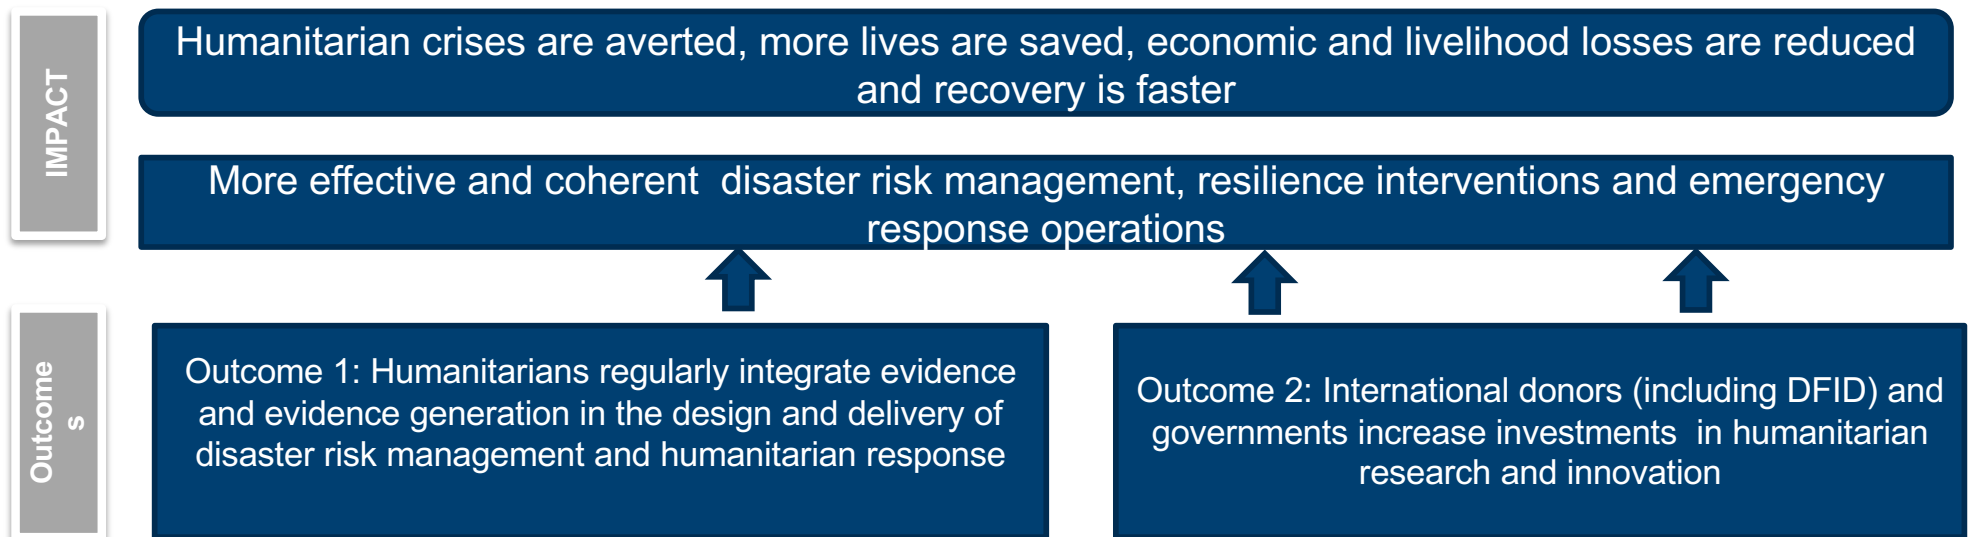 IMPACT
Humanitarian crises are averted, more lives are saved, economic and livelihood losses are reduced
and recovery is faster
More effective and coherent  disaster risk management, resilience interventions and emergency
response operations
Outcome
s
Outcome 1: Humanitarians regularly integrate evidence
and evidence generation in the design and delivery of
disaster risk management and humanitarian response
Outcome 2: International donors (including DFID) and
governments increase investments  in humanitarian
research and innovation